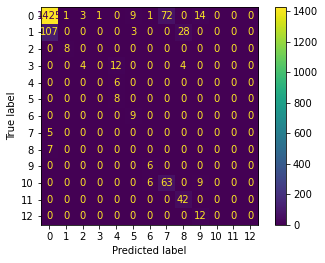 0 1425 1 3 1 0 9 1 72 0 14 0 0 0
1 107 0 0 0 0 3 0 0 28 0 0 0 0
2 0 8 0 0 0 0 0 0 0 0 0 0 0
3 0 0 4 0 12 0 0 0 4 0 0 0 0
4 0 0 0 0 6 0 0 0 0 0 0 0 0
5 0 0 0 0 8 0 0 0 0 0 0 0 0
6 0 0 0 0 0 9 0 0 0 0 0 0 0
7 5 0 0 0 0 0 0 0 0 0 0 0 0
8 7 0 0 0 0 0 0 0 0 0 0 0 0
9 0 0 0 0 0 0 6 0 0 0 0 0 0
10 0 0 0 0 0 0 6 63 0 9 0 0 0
11 0 0 0 0 0 0 0 0 42 0 0 0 0
12 0 0 0 0 0 0 0 0 0 12 0 0 0
0 1 2 3 4 5 6 7 8 9 10 11 12
Predicted label
True label
1400
1200
1000
800
600
400
200
0